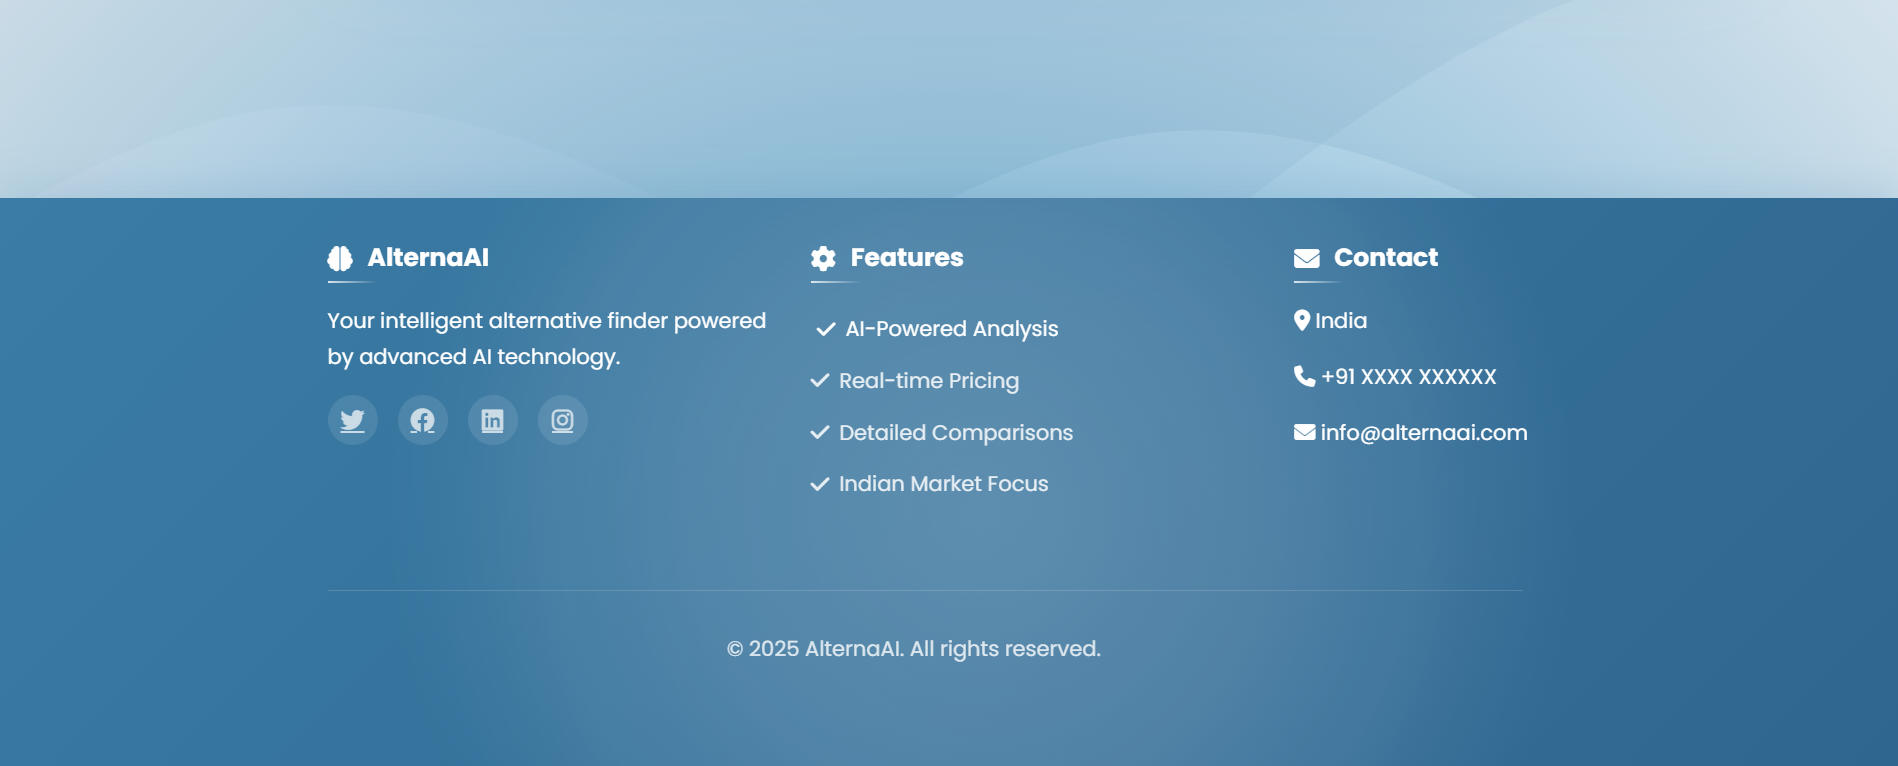 AlternaAI
Your intelligent alternative finder powered
by advanced AI technology.
Features
AI-Powered Analysis
Real-time Pricing
Detailed Comparisons
Indian Market Focus
Contact
India
+91 XXXX XXXXXX
info@alternaai.com
© 2025 AlternaAI. All rights reserved.